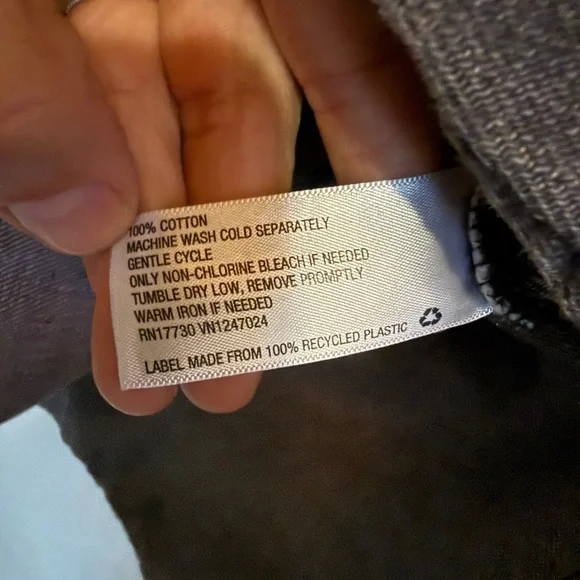 100% COTTON
MACHINE WASH COLD SEPARATELY
GENTLE CYCLE
ONLY NON-CHLORINE BLEACH IF NEEDED
TUMBLE DRY LOW, REMOVE PROMPTLY
WARM IRON IF NEEDED
RN17730 VN1247024
LABEL MADE FROM 100% RECYCLED PLASTIC